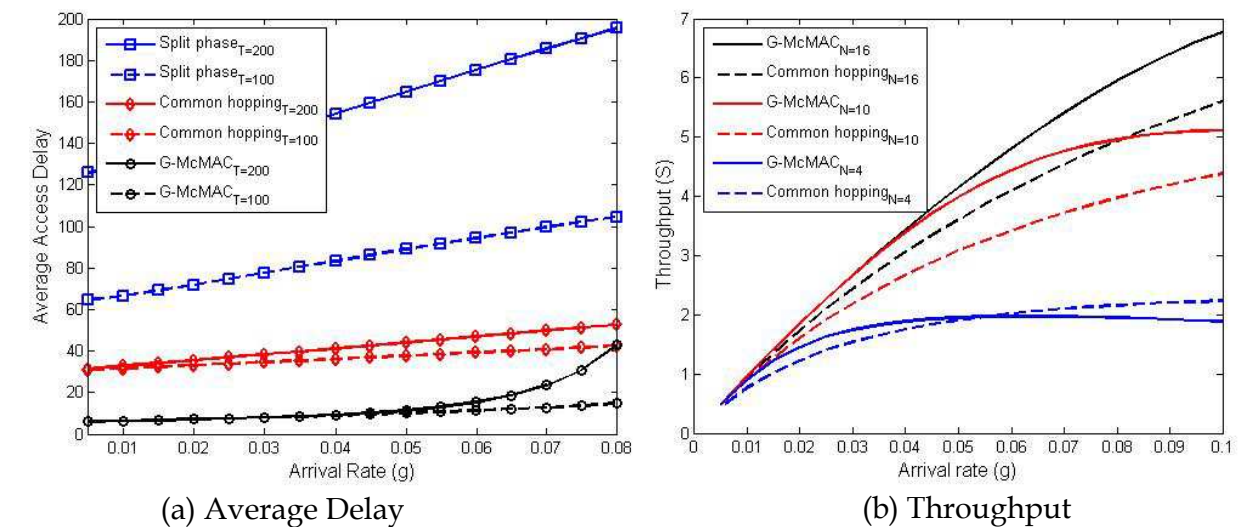 200
180
160
140
120
100
80
60
40
20
0
Average Access Delay
Split phase_T=200
Split phase_T=100
Common hopping_T=200
Common hopping_T=100
G-McMAC_T=200
G-McMAC_T=100
0.01 0.02 0.03 0.04 0.05 0.06 0.07 0.08
Arrival Rate (g)
(a) Average Delay
7
6
5
4
3
2
1
0
Throughput (S)
G-McMAC_N=16
Common hopping_N=16
G-McMAC_N=10
Common hopping_N=10
G-McMAC_N=4
Common hopping_N=4
0 0.01 0.02 0.03 0.04 0.05 0.06 0.07 0.08 0.09 0.1
Arrival rate (g)
(b) Throughput